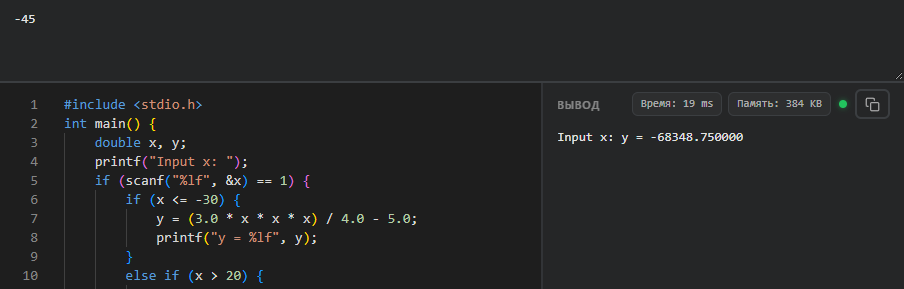 -45
1 #include <stdio.h>
2 int main() {
3 double x, y;
4 printf("Input x: ");
5 if (scanf("%lf", &x) == 1) {
6 if (x <= -30) {
7 y = (3.0 * x * x * x) / 4.0 - 5.0;
8 printf("y = %lf", y);
9 }
10 else if (x > 20) {
ВЫВОД Время: 19 ms Память: 384 KB
Input x: y = -68348.750000